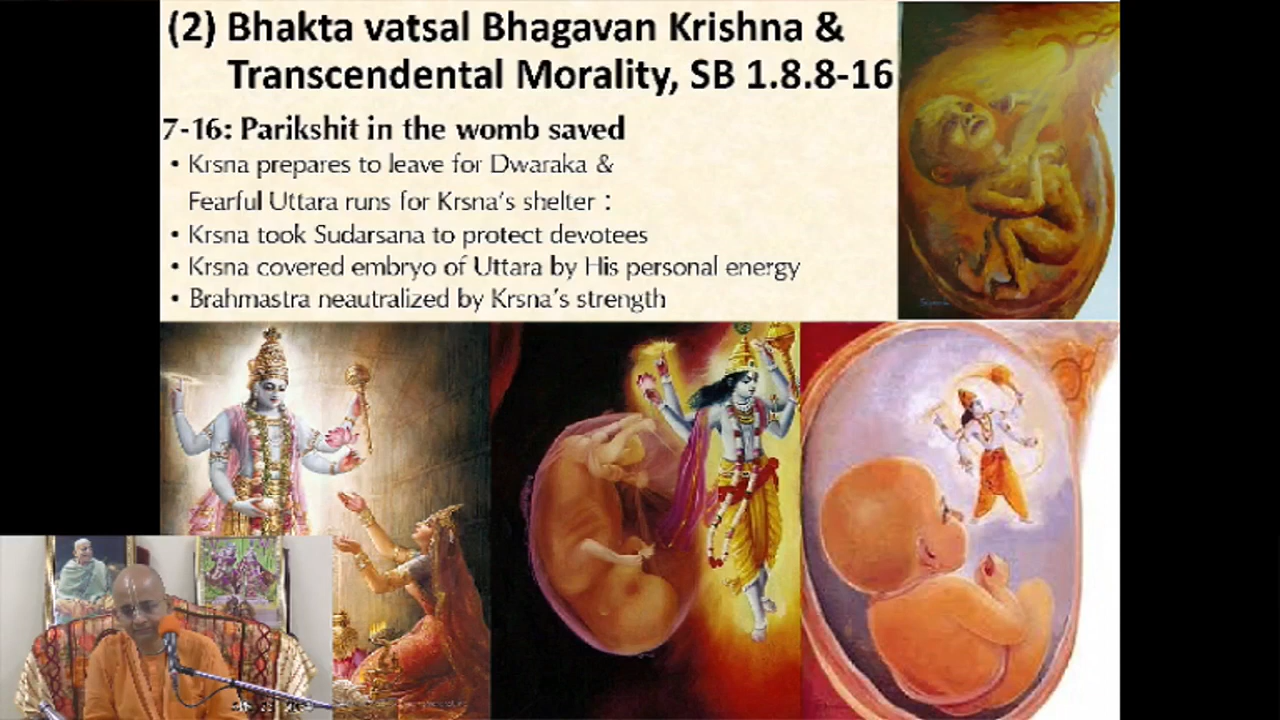 (2) Bhakta vatsal Bhagavan Krishna &
Transcendental Morality, SB 1.8.8-16
7-16: Parikshit in the womb saved
• Krsna prepares to leave for Dwaraka &
Fearful Uttara runs for Krsna's shelter :
• Krsna took Sudarsana to protect devotees
• Krsna covered embryo of Uttara by His personal energy
• Brahmastra neautralized by Krsna's strength